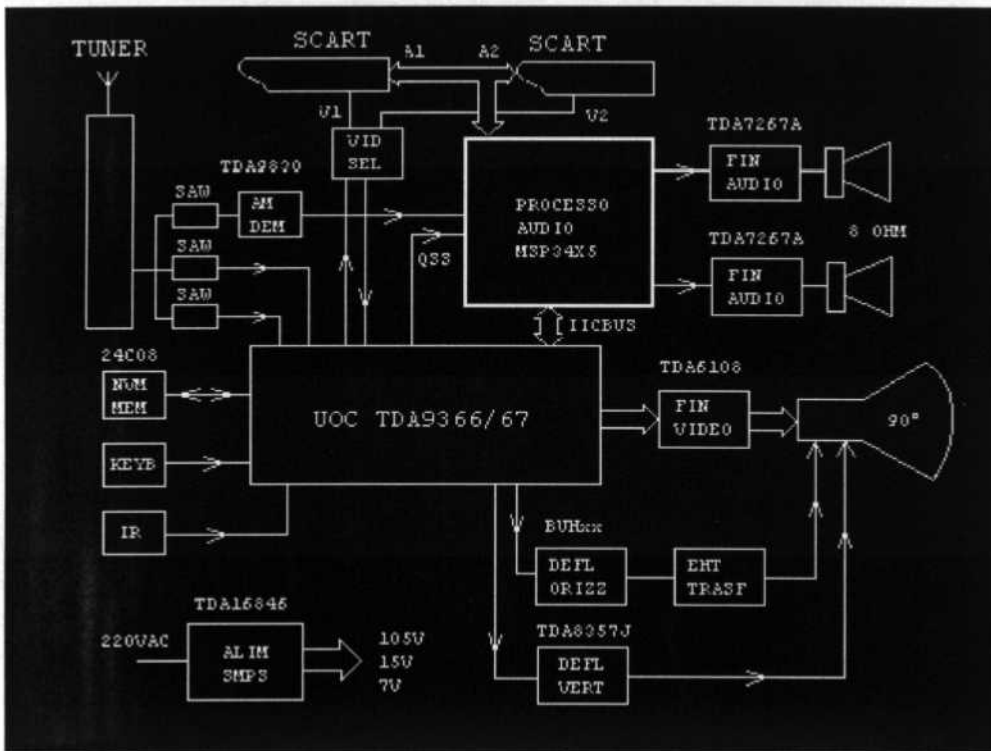 TUNER
SCART
A1
A2
SCART
V1
V2
VID
SEL
TDA7267A
FIN
AUDIO
TDA9830
SAW
AM
DEM
PROCESSO
AUDIO
MSP34X5
8 OHM
SAW
QSS
TDA7267A
FIN
AUDIO
SAW
IICBUS
24C08
NVM
MEM
UOC TDA9366/67
TDA6108
FIN
VIDEO
90°
KEYB
IR
BUHxx
DEFL
ORIZZ
EHT
TRASF
TDA16846
220VAC
ALIM
SMPS
105V
15V
7V
TDA8357J
DEFL
VERT